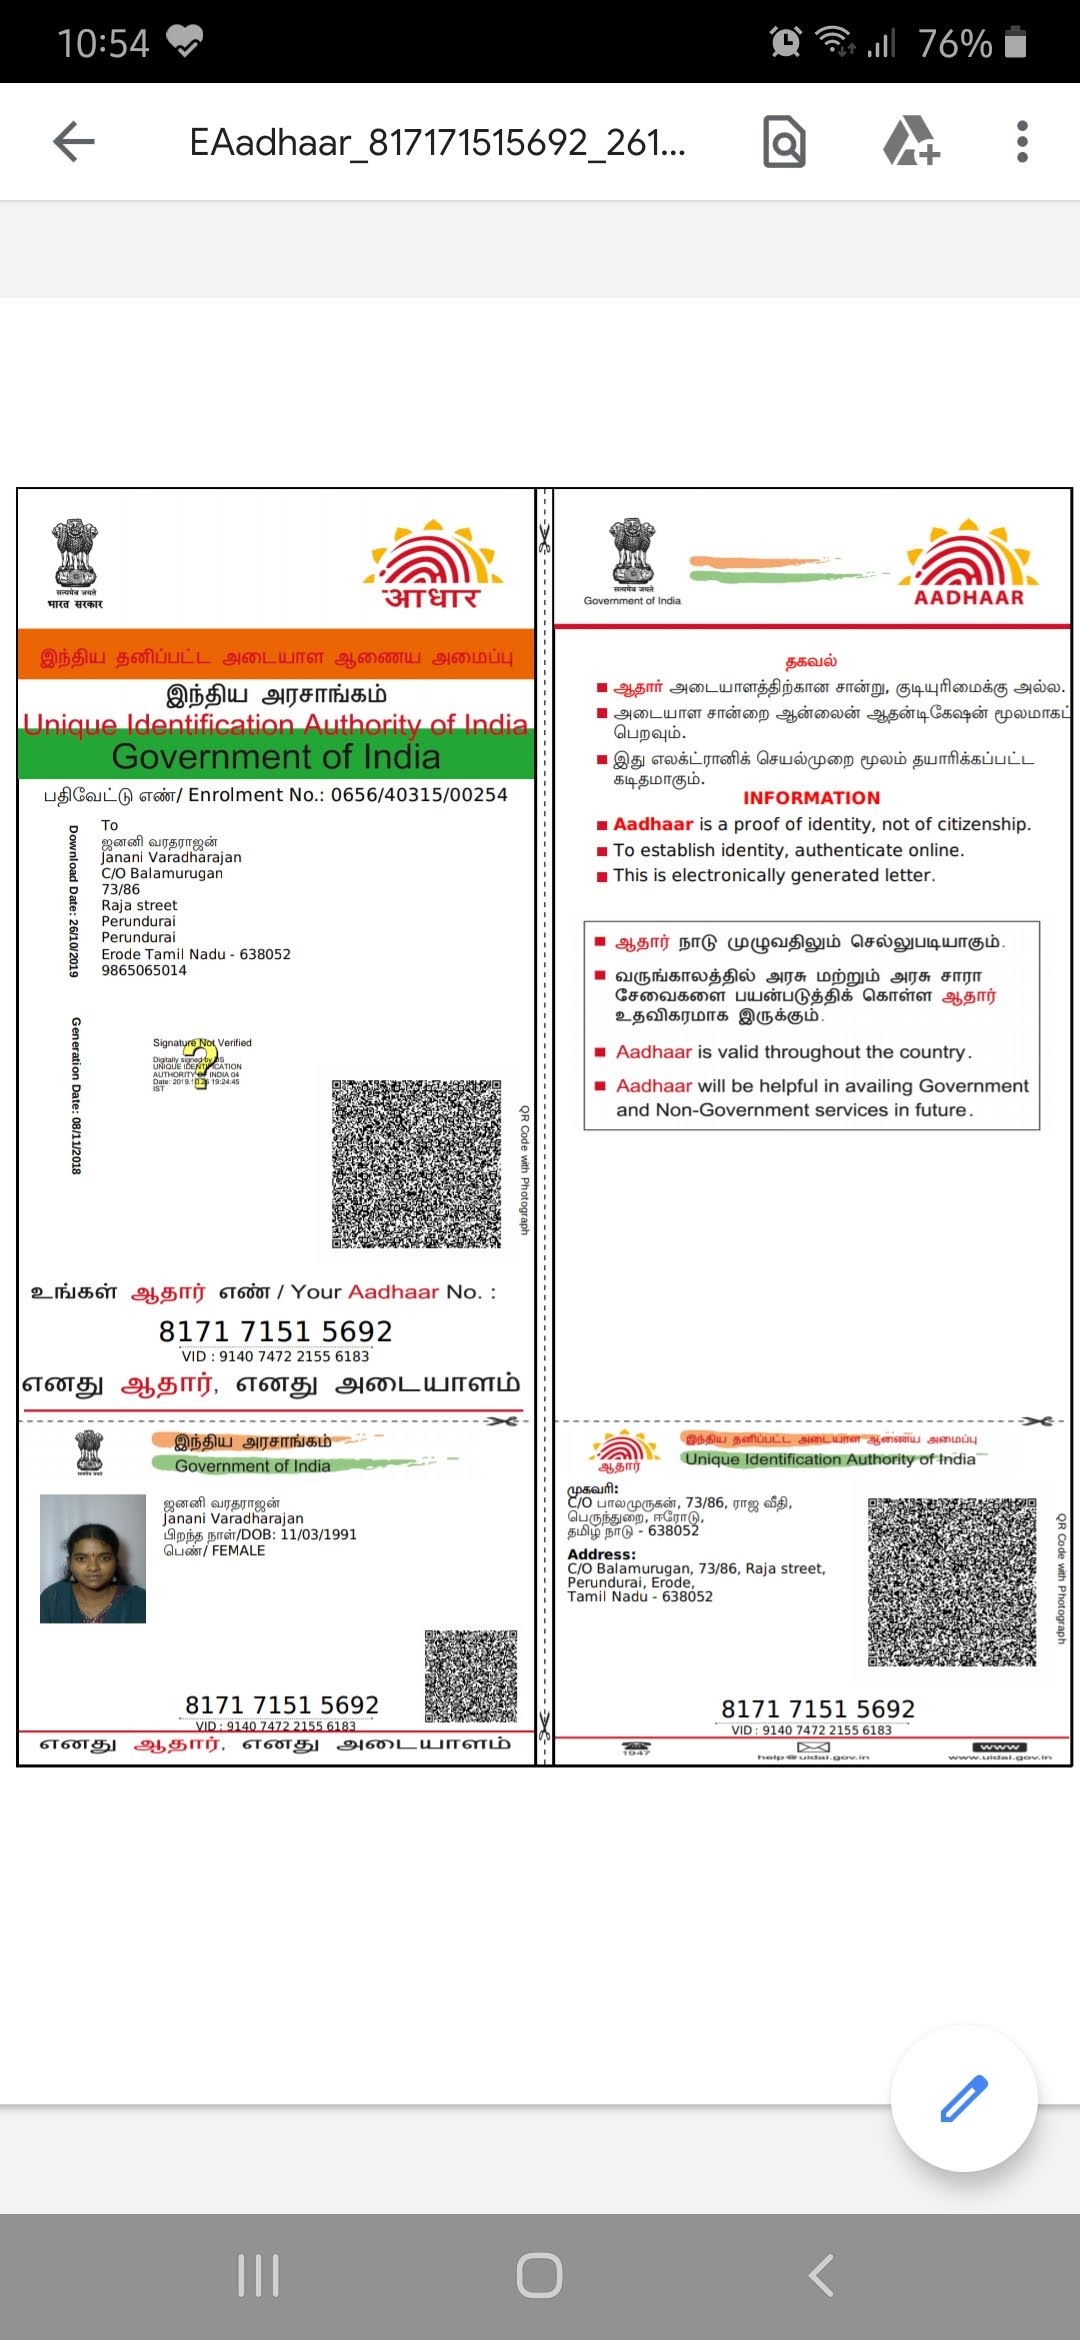 10:54
76%
EAadhaar_817171515692_261...
सत्यमेव जयते
भारत सरकार
आधार
இந்திய தனிப்பட்ட அடையாள ஆணைய அமைப்பு
இந்திய அரசாங்கம்
Unique Identification Authority of India
Government of India
பதிவேட்டு எண்/ Enrolment No.: 0656/40315/00254
Download Date: 26/10/2019
To
ஜனனி வரதராஜன்
Janani Varadharajan
C/O Balamurugan
73/86
Raja street
Perundurai
Perundurai
Erode Tamil Nadu - 638052
9865065014
Generation Date: 08/11/2018
Signature Not Verified
Digitally signed by DS
UNIQUE IDENTIFICATION
AUTHORITY OF INDIA 04
Date: 2019.10.26 19:24:45
IST
QR Code with Photograph
உங்கள் ஆதார் எண் / Your Aadhaar No. :
8171 7151 5692
VID : 9140 7472 2155 6183
எனது ஆதார், எனது அடையாளம்
सत्यमेव जयते
Government of India
AADHAAR
தகவல்
ஆதார் அடையாளத்திற்கான சான்று, குடியுரிமைக்கு அல்ல.
அடையாள சான்றை ஆன்லைன் ஆதன்டிகேஷன் மூலமாகப்
பெறவும்.
இது எலக்ட்ரானிக் செயல்முறை மூலம் தயாரிக்கப்பட்ட
கடிதமாகும்.
INFORMATION
Aadhaar is a proof of identity, not of citizenship.
To establish identity, authenticate online.
This is electronically generated letter.
ஆதார் நாடு முழுவதிலும் செல்லுபடியாகும்.
வருங்காலத்தில் அரசு மற்றும் அரசு சாரா
சேவைகளை பயன்படுத்திக் கொள்ள ஆதார்
உதவிகரமாக இருக்கும்.
Aadhaar is valid throughout the country.
Aadhaar will be helpful in availing Government
and Non-Government services in future.
இந்திய அரசாங்கம்
Government of India
ஜனனி வரதராஜன்
Janani Varadharajan
பிறந்த நாள்/DOB: 11/03/1991
பெண்/ FEMALE
8171 7151 5692
VID : 9140 7472 2155 6183
எனது ஆதார், எனது அடையாளம்
ஆதார்
இந்திய தனிப்பட்ட அடையாள ஆணைய அமைப்பு
Unique Identification Authority of India
முகவரி:
C/O பாலமுருகன், 73/86, ராஜ வீதி,
பெருந்துறை, ஈரோடு,
தமிழ் நாடு - 638052
Address:
C/O Balamurugan, 73/86, Raja street,
Perundurai, Erode,
Tamil Nadu - 638052
QR Code with Photograph
8171 7151 5692
VID : 9140 7472 2155 6183
1947
help@uidai.gov.in
www
www.uidai.gov.in